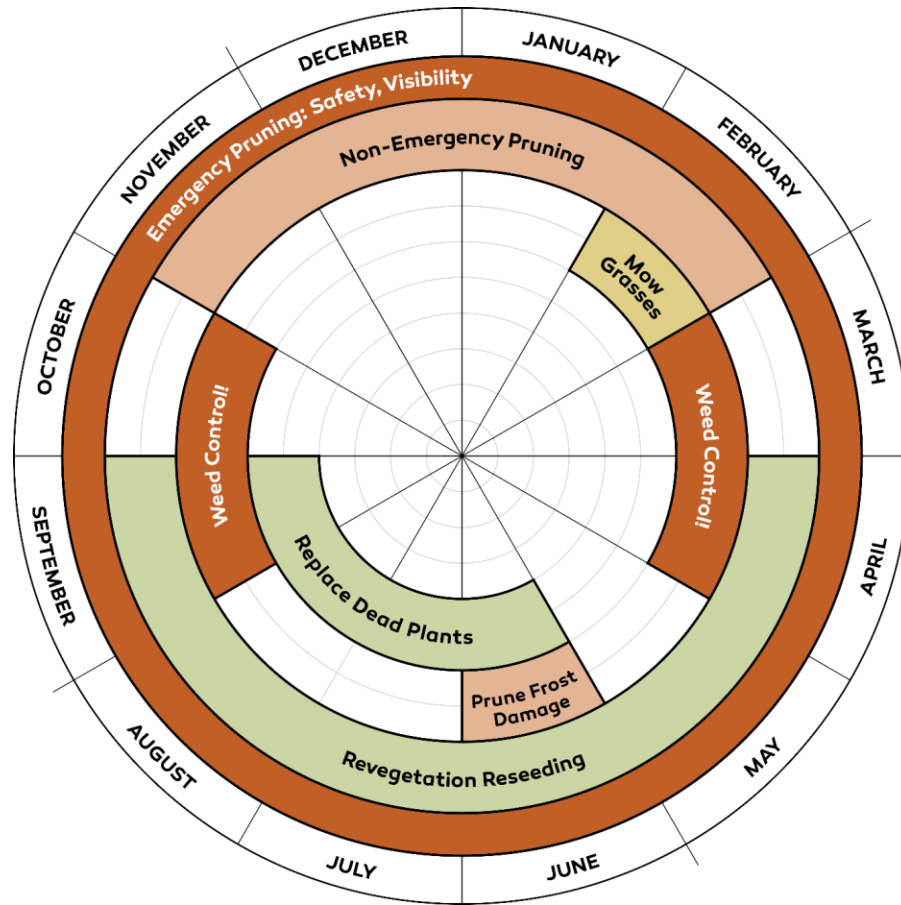 DECEMBER
JANUARY
FEBRUARY
MARCH
APRIL
MAY
JUNE
JULY
AUGUST
SEPTEMBER
OCTOBER
NOVEMBER
Emergency Pruning: Safety, Visibility
Non-Emergency Pruning
Mow
Grasses
Weed Control!
Weed Control!
Replace Dead Plants
Prune Frost
Damage
Revegetation Reseeding